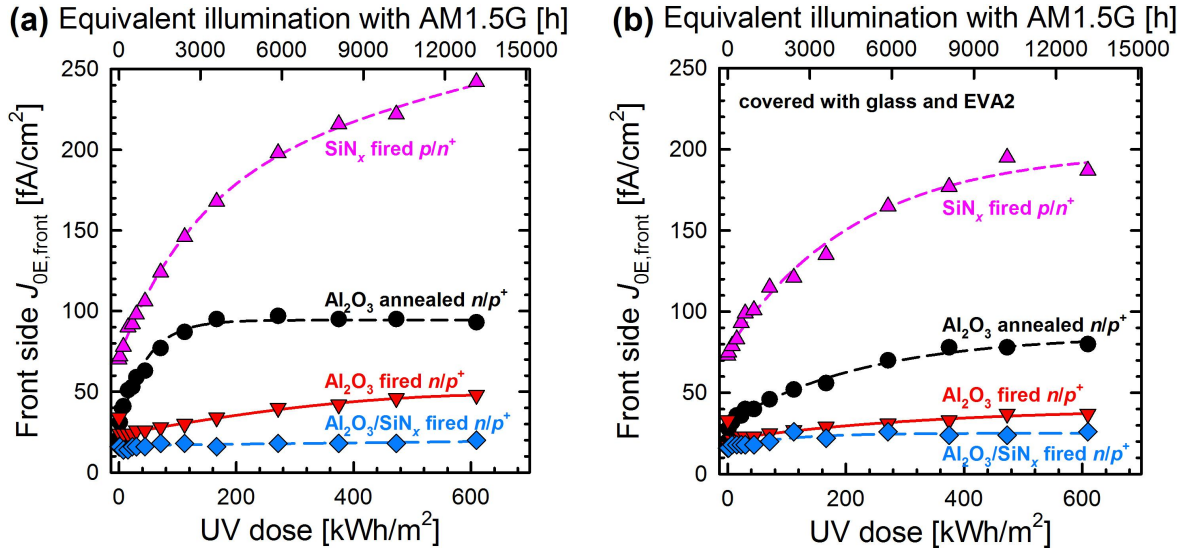 (a) Equivalent illumination with AM1.5G [h]
0 3000 6000 9000 12000 15000
Front side J0E,front [fA/cm²]
250
200
150
100
50
0
SiNx fired p/n⁺
Al₂O₃ annealed n/p⁺
Al₂O₃ fired n/p⁺
Al₂O₃/SiNx fired n/p⁺
0 200 400 600
UV dose [kWh/m²]
(b) Equivalent illumination with AM1.5G [h]
0 3000 6000 9000 12000 15000
Front side J0E,front [fA/cm²]
250
200
150
100
50
0
covered with glass and EVA2
SiNx fired p/n⁺
Al₂O₃ annealed n/p⁺
Al₂O₃ fired n/p⁺
Al₂O₃/SiNx fired n/p⁺
0 200 400 600
UV dose [kWh/m²]